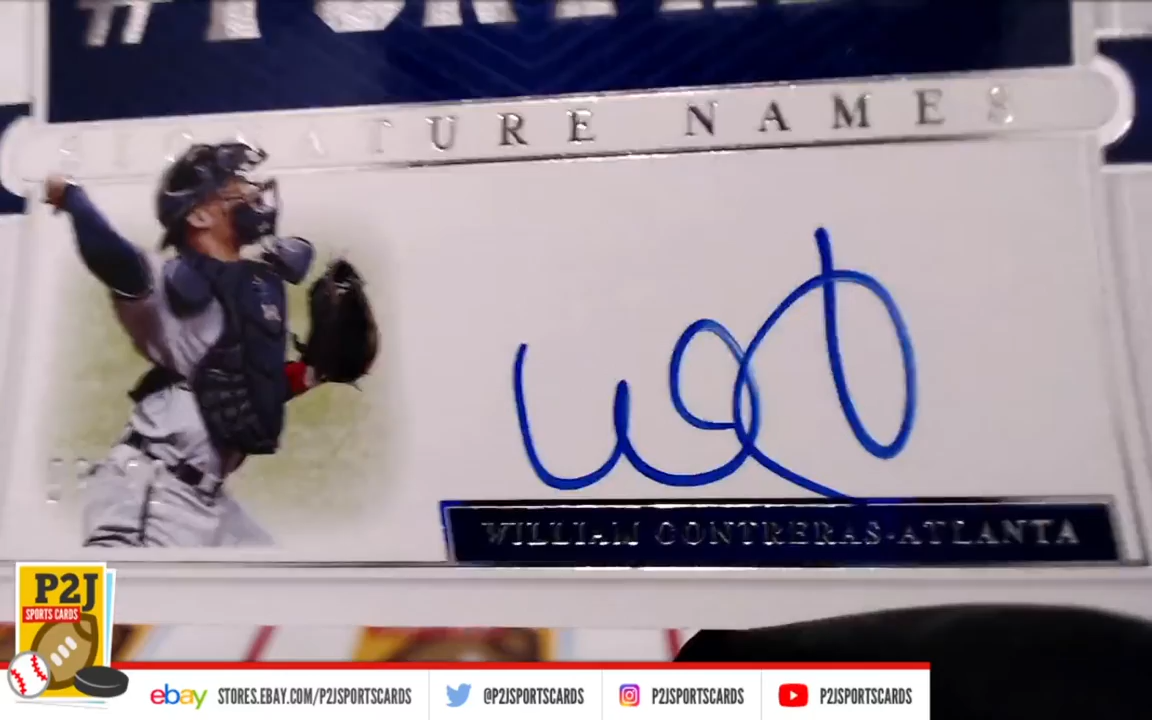 SIGNATURE NAMES
WILLIAM CONTRERAS-ATLANTA
P2J
SPORTS CARDS
ebay STORES.EBAY.COM/P2JSPORTSCARDS @P2JSPORTSCARDS P2JSPORTSCARDS P2JSPORTSCARDS